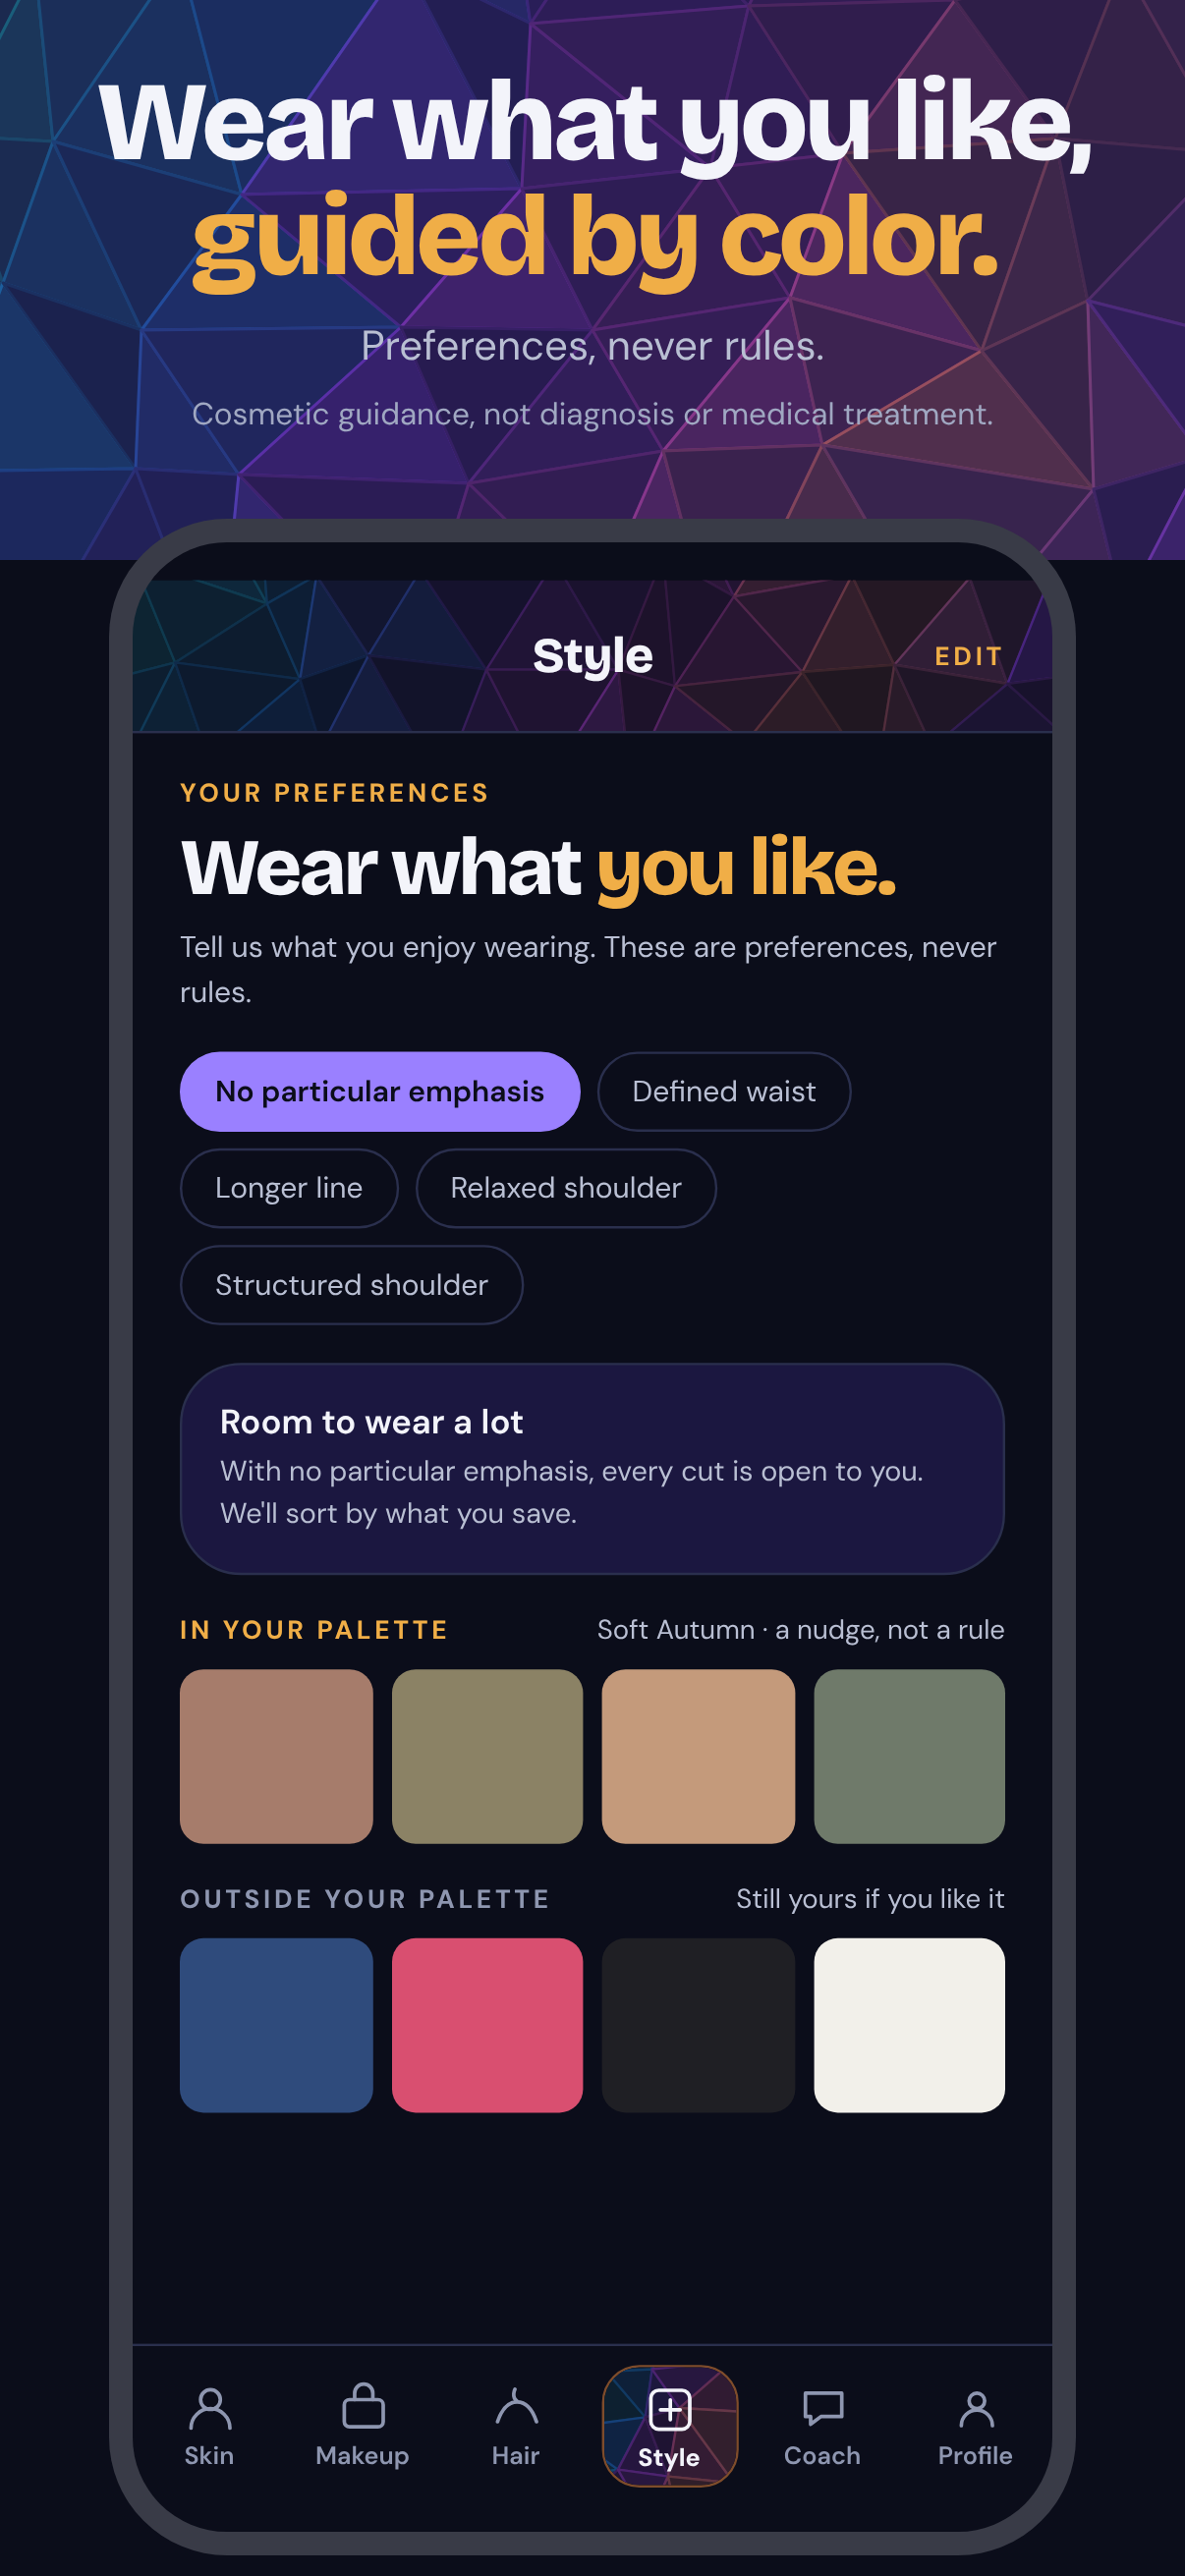 Wear what you like,
guided by color.
Preferences, never rules.
Cosmetic guidance, not diagnosis or medical treatment.
Style
EDIT
YOUR PREFERENCES
Wear what you like.
Tell us what you enjoy wearing. These are preferences, never
rules.
No particular emphasis
Defined waist
Longer line
Relaxed shoulder
Structured shoulder
Room to wear a lot
With no particular emphasis, every cut is open to you.
We'll sort by what you save.
IN YOUR PALETTE
Soft Autumn · a nudge, not a rule
OUTSIDE YOUR PALETTE
Still yours if you like it
Skin
Makeup
Hair
Style
Coach
Profile